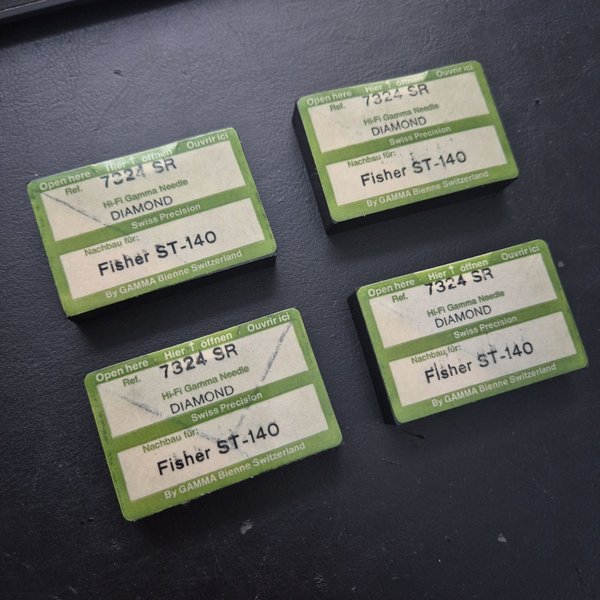 Open here · Hier ↑ öffnen · Ouvrir ici
Ref. 7324 SR
Hi-Fi Gamma Needle
DIAMOND
Swiss Precision
Nachbau für:
Fisher ST-140
By GAMMA Bienne Switzerland
Open here · Hier ↑ öffnen · Ouvrir ici
Ref. 7324 SR
Hi-Fi Gamma Needle
DIAMOND
Swiss Precision
Nachbau für:
Fisher ST-140
By GAMMA Bienne Switzerland
Open here · Hier ↑ öffnen · Ouvrir ici
Ref. 7324 SR
Hi-Fi Gamma Needle
DIAMOND
Swiss Precision
Nachbau für:
Fisher ST-140
By GAMMA Bienne Switzerland
Open here · Hier ↑ öffnen · Ouvrir ici
Ref. 7324 SR
Hi-Fi Gamma Needle
DIAMOND
Swiss Precision
Nachbau für:
Fisher ST-140
By GAMMA Bienne Switzerland